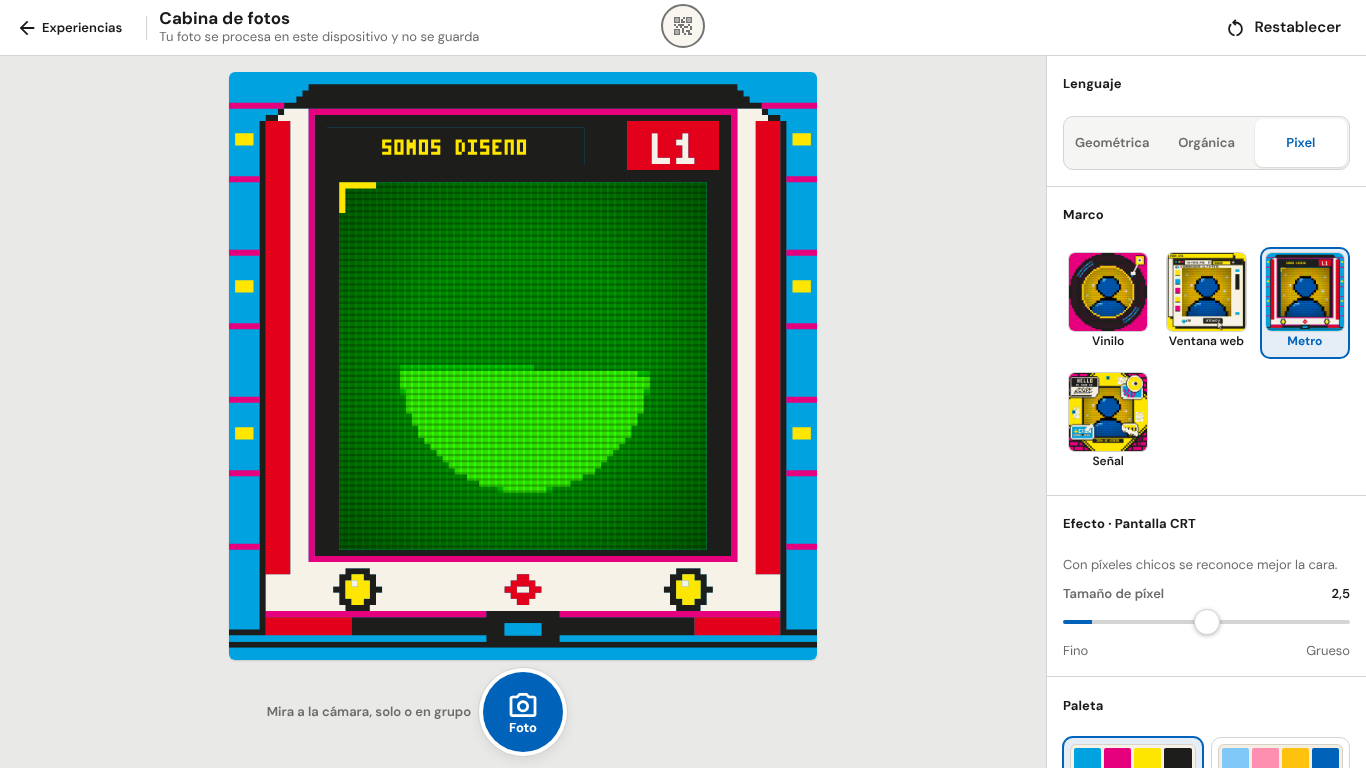 Experiencias
Cabina de fotos
Tu foto se procesa en este dispositivo y no se guarda
Restablecer
SOMOS DISENO
L1
Mira a la cámara, solo o en grupo
Foto
Lenguaje
Geométrica
Orgánica
Pixel
Marco
L1
Vinilo
Ventana web
Metro
HELLO
Señal
Efecto · Pantalla CRT
Con píxeles chicos se reconoce mejor la cara.
Tamaño de píxel
2,5
Fino
Grueso
Paleta